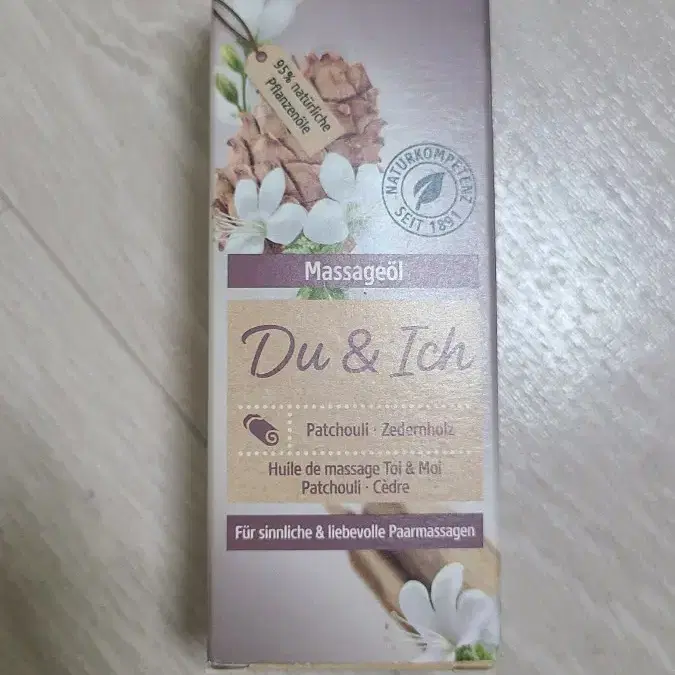 95% natürliche
Pflanzenöle
NATURKOMPETENZ
SEIT 1891
Massageöl
Du & Ich
Patchouli · Zedernholz
Huile de massage Toi & Moi
Patchouli · Cèdre
Für sinnliche & liebevolle Paarmassagen